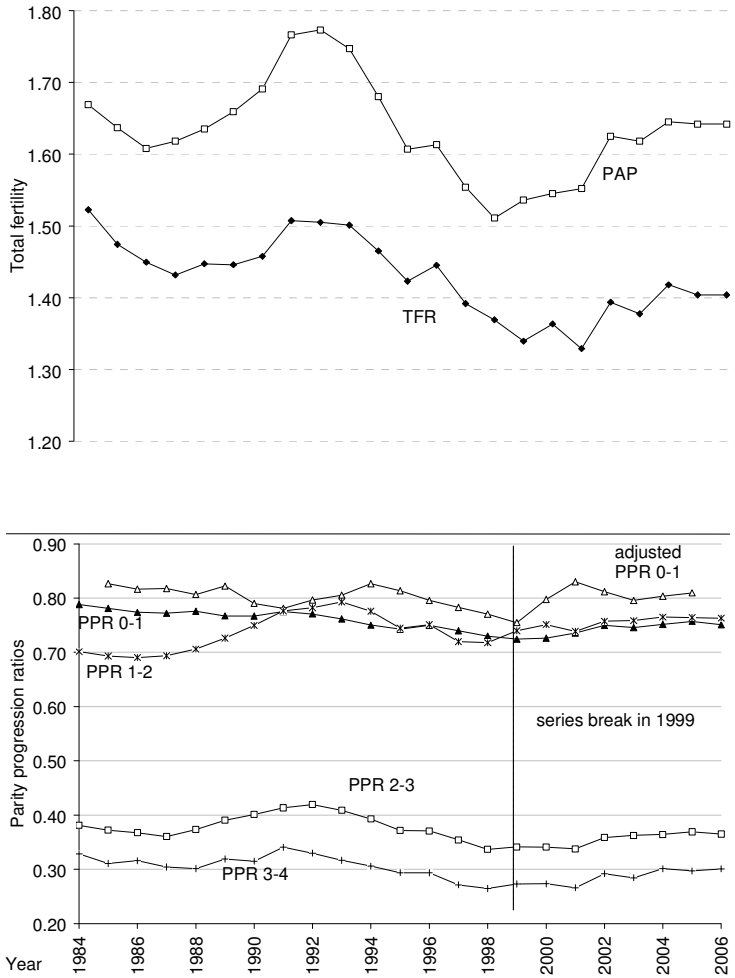 1.80
1.70
1.60
1.50
1.40
1.30
1.20
Total fertility
PAP
TFR
0.90
0.80
0.70
0.60
0.50
0.40
0.30
0.20
Parity progression ratios
adjusted
PPR 0-1
PPR 0-1
PPR 1-2
series break in 1999
PPR 2-3
PPR 3-4
Year
1984
1986
1988
1990
1992
1994
1996
1998
2000
2002
2004
2006